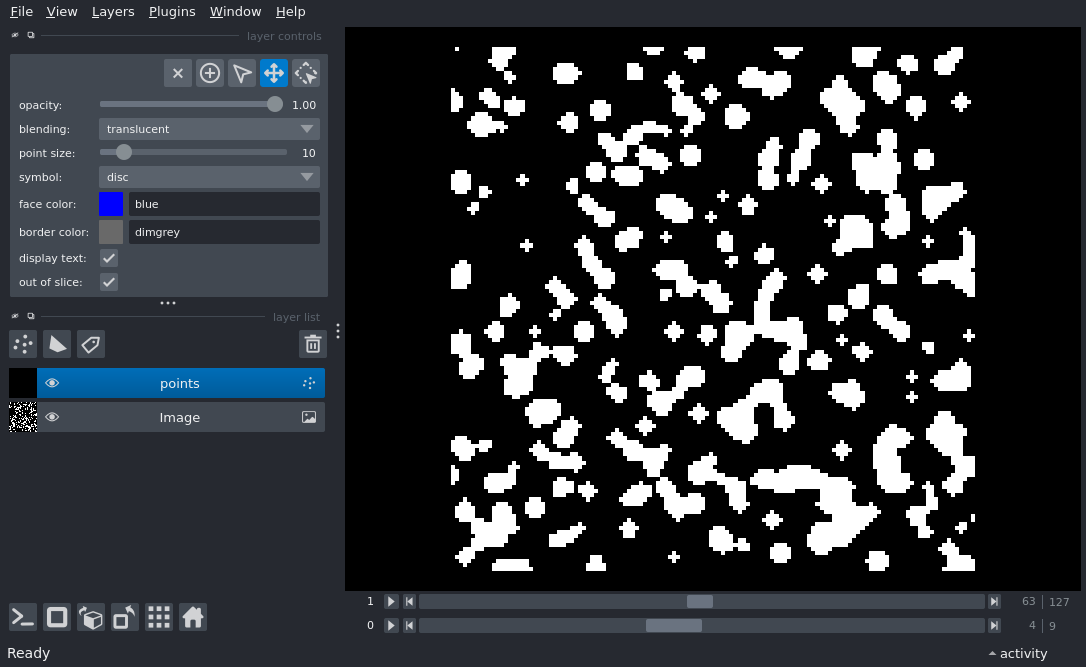 File View Layers Plugins Window Help
layer controls
opacity: 1.00
blending: translucent
point size: 10
symbol: disc
face color: blue
border color: dimgrey
display text:
out of slice:
layer list
points
Image
1 63 127
0 4 9
Ready activity